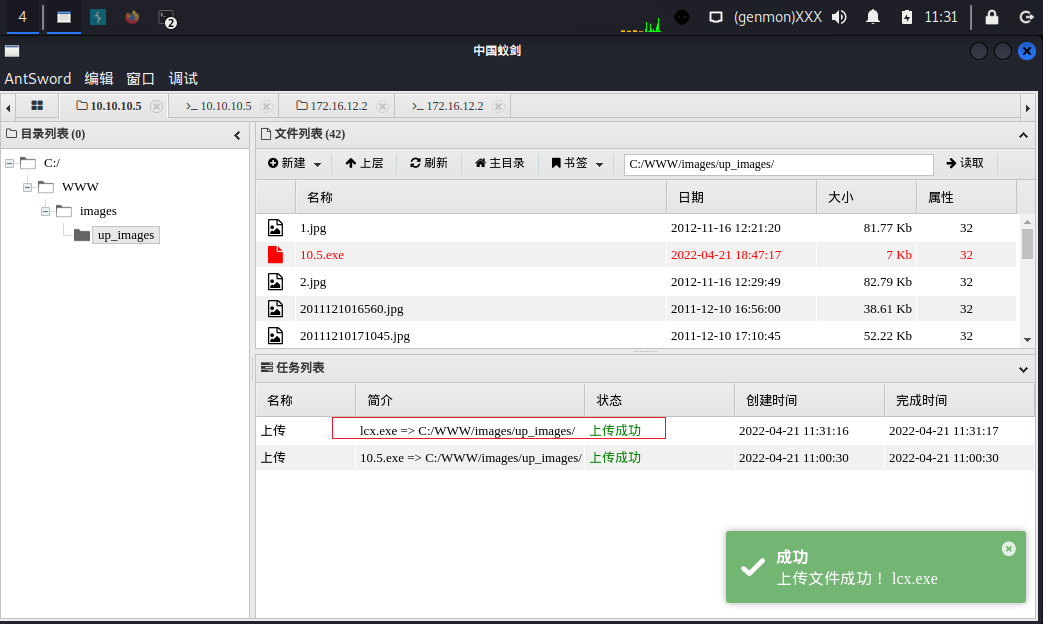 4 2 (genmon)XXX 11:31
中国蚁剑
AntSword 编辑 窗口 调试
10.10.10.5 >_ 10.10.10.5 172.16.12.2 >_ 172.16.12.2
目录列表 (0)
C:/
WWW
images
up_images
文件列表 (42)
新建 上层 刷新 主目录 书签 C:/WWW/images/up_images/ 读取
名称 日期 大小 属性
1.jpg 2012-11-16 12:21:20 81.77 Kb 32
10.5.exe 2022-04-21 18:47:17 7 Kb 32
2.jpg 2012-11-16 12:29:49 82.79 Kb 32
2011121016560.jpg 2011-12-10 16:56:00 38.61 Kb 32
20111210171045.jpg 2011-12-10 17:10:45 52.22 Kb 32
任务列表
名称 简介 状态 创建时间 完成时间
上传 lcx.exe => C:/WWW/images/up_images/ 上传成功 2022-04-21 11:31:16 2022-04-21 11:31:17
上传 10.5.exe => C:/WWW/images/up_images/ 上传成功 2022-04-21 11:00:30 2022-04-21 11:00:30
成功
上传文件成功！ lcx.exe